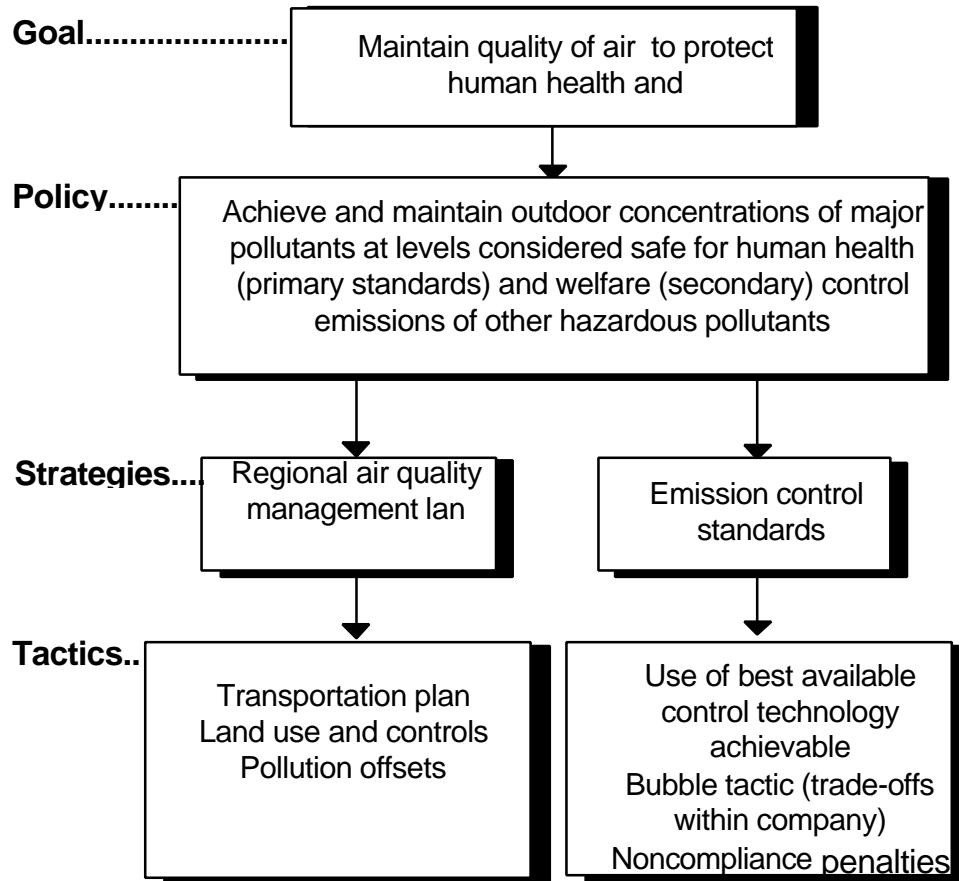 Goal.......................
Maintain quality of air to protect
human health and
Policy........
Achieve and maintain outdoor concentrations of major
pollutants at levels considered safe for human health
(primary standards) and welfare (secondary) control
emissions of other hazardous pollutants
Strategies....
Regional air quality
management lan
Emission control
standards
Tactics..
Transportation plan
Land use and controls
Pollution offsets
Use of best available
control technology
achievable
Bubble tactic (trade-offs
within company)
Noncompliance penalties